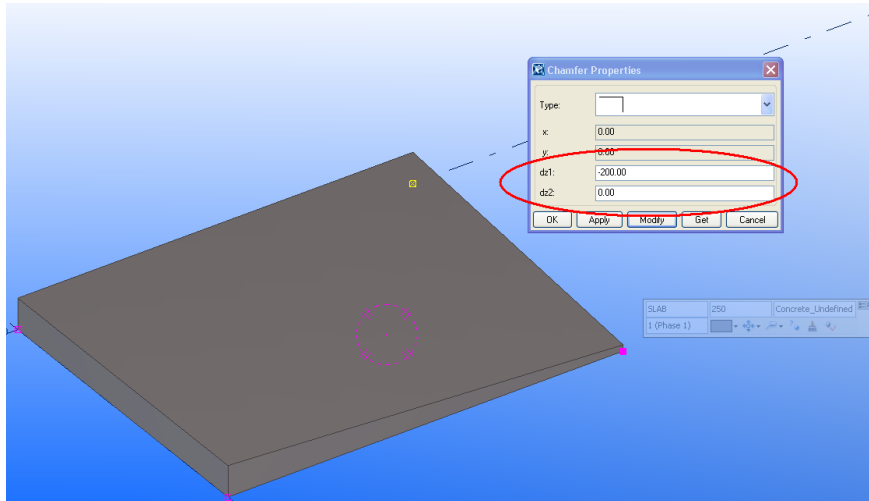 Chamfer Properties
Type:
x: 0.00
y: 0.00
dz1: -200.00
dz2: 0.00
OK Apply Modify Get Cancel
SLAB 250 Concrete_Undefined
1 (Phase 1)